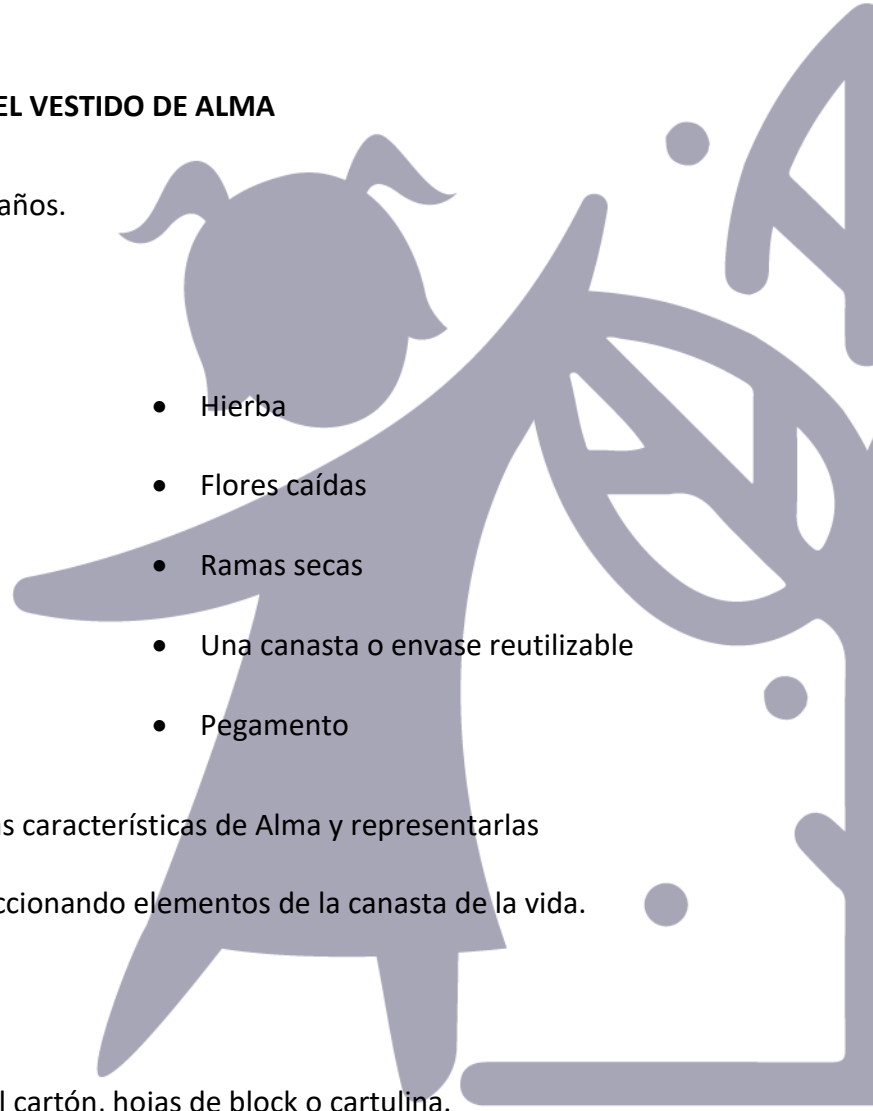 EL VESTIDO DE ALMA
años.
• Hierba
• Flores caídas
• Ramas secas
• Una canasta o envase reutilizable
• Pegamento
s características de Alma y representarlas
ccionando elementos de la canasta de la vida.
l cartón, hojas de block o cartulina.